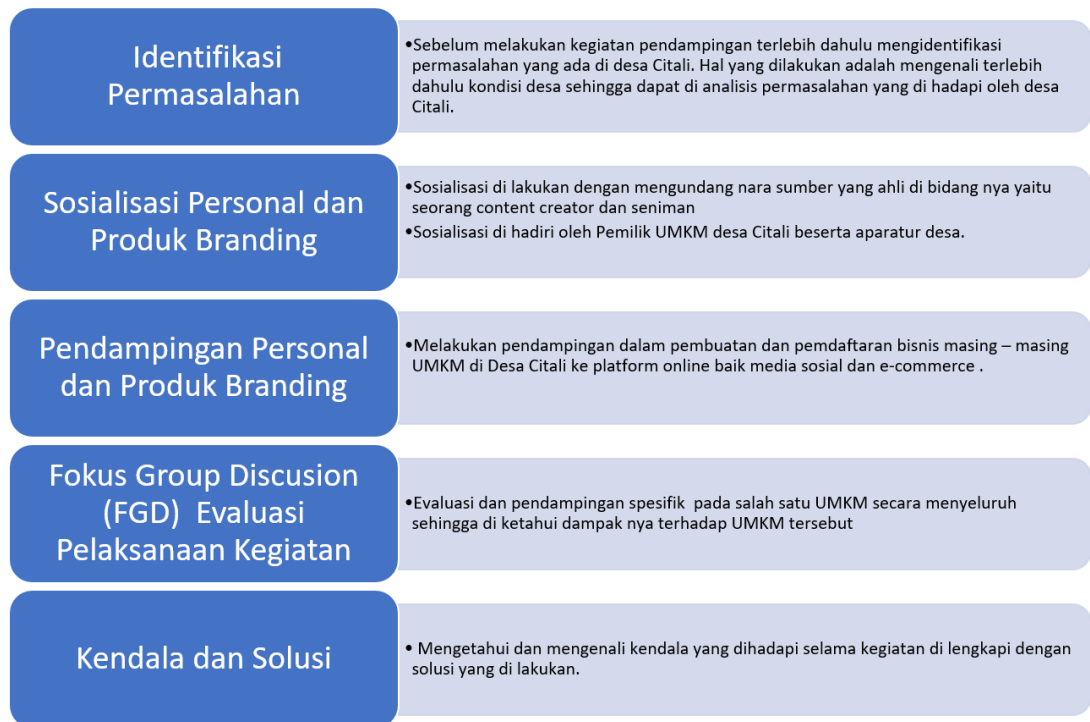 Identifikasi
Permasalahan
•Sebelum melakukan kegiatan pendampingan terlebih dahulu mengidentifikasi
permasalahan yang ada di desa Citali. Hal yang dilakukan adalah mengenali terlebih
dahulu kondisi desa sehingga dapat di analisis permasalahan yang di hadapi oleh desa
Citali.
Sosialisasi Personal dan
Produk Branding
•Sosialisasi di lakukan dengan mengundang nara sumber yang ahli di bidang nya yaitu
seorang content creator dan seniman
•Sosialisasi di hadiri oleh Pemilik UMKM desa Citali beserta aparatur desa.
Pendampingan Personal
dan Produk Branding
•Melakukan pendampingan dalam pembuatan dan pemdaftaran bisnis masing – masing
UMKM di Desa Citali ke platform online baik media sosial dan e-commerce .
Fokus Group Discusion
(FGD)  Evaluasi
Pelaksanaan Kegiatan
•Evaluasi dan pendampingan spesifik  pada salah satu UMKM secara menyeluruh
sehingga di ketahui dampak nya terhadap UMKM tersebut
Kendala dan Solusi
• Mengetahui dan mengenali kendala yang dihadapi selama kegiatan di lengkapi dengan
solusi yang di lakukan.